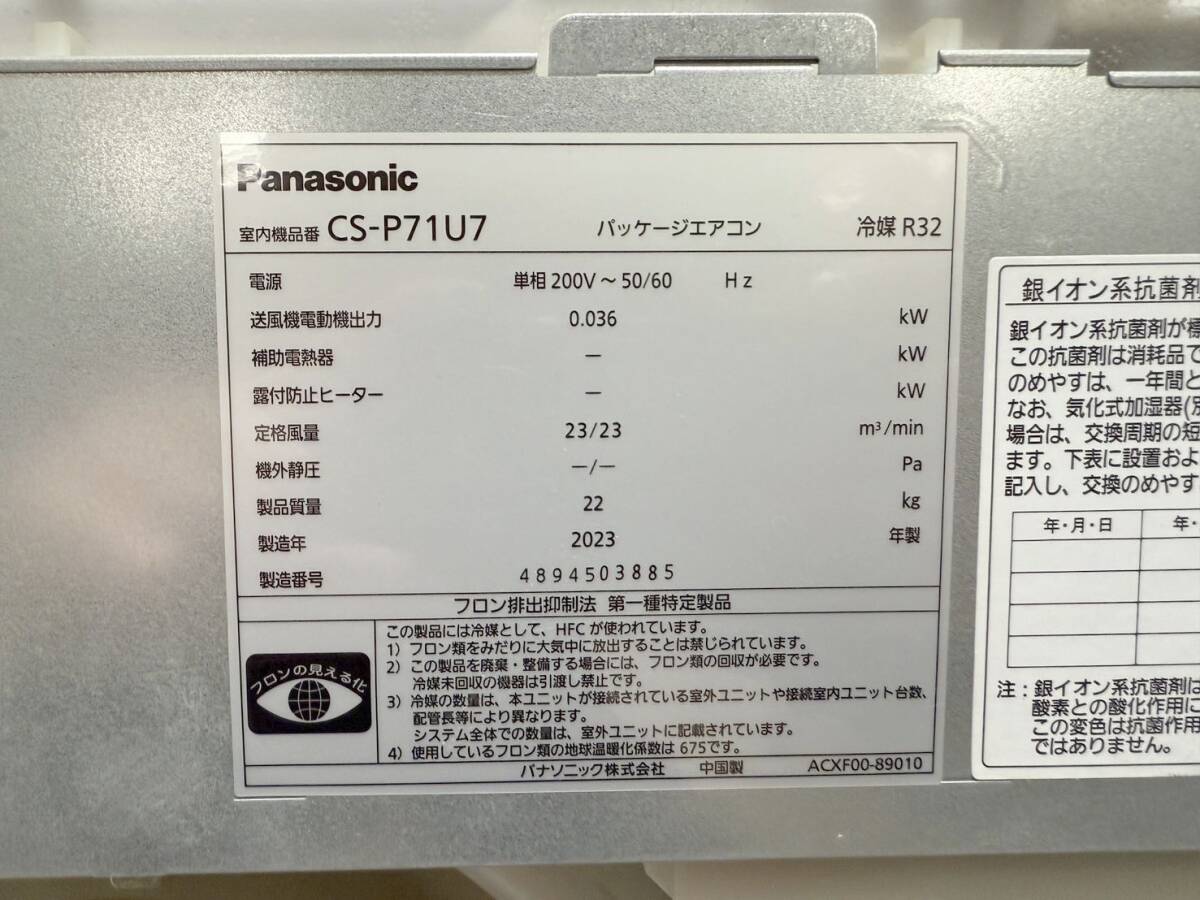 Panasonic
室内機品番 CS-P71U7 パッケージエアコン 冷媒 R32
電源 単相 200V ~ 50/60 Hz
送風機電動機出力 0.036 kW
補助電熱器 — kW
露付防止ヒーター — kW
定格風量 23/23 m³/min
機外静圧 —/— Pa
製品質量 22 kg
製造年 2023 年製
製造番号 4894503885
フロン排出抑制法 第一種特定製品
フロンの見える化
この製品には冷媒として、HFC が使われています。
1) フロン類をみだりに大気中に放出することは禁じられています。
2) この製品を廃棄・整備する場合には、フロン類の回収が必要です。
冷媒未回収の機器は引渡し禁止です。
3) 冷媒の数量は、本ユニットが接続されている室外ユニットや接続室内ユニット台数、
配管長等により異なります。
システム全体での数量は、室外ユニットに記載されています。
4) 使用しているフロン類の地球温暖化係数は 675です。
パナソニック株式会社 中国製 ACXF00-89010
銀イオン系抗菌剤
銀イオン系抗菌剤が標
この抗菌剤は消耗品で
のめやすは、一年間と
なお、気化式加湿器(別
場合は、交換周期の短
ます。下表に設置およ
記入し、交換のめやす
年・月・日 年・
注:銀イオン系抗菌剤は
酸素との酸化作用に
この変色は抗菌作用
ではありません。